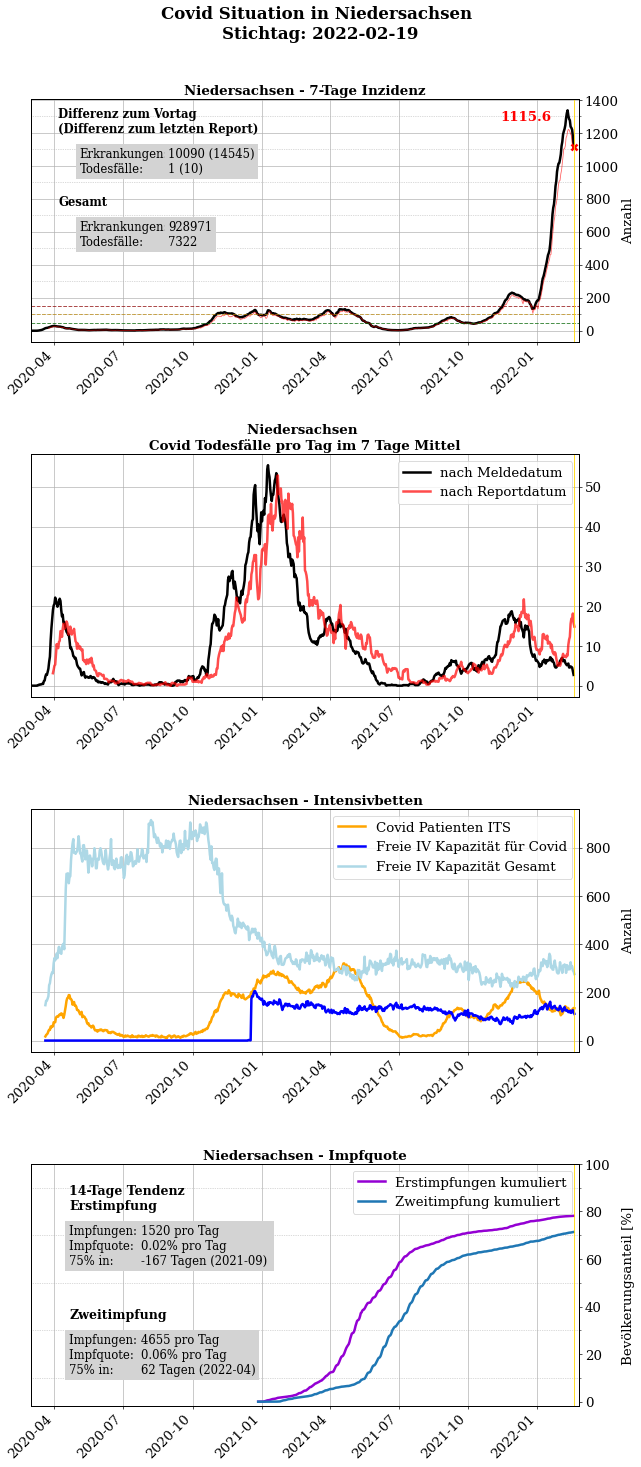 Covid Situation in Niedersachsen
Stichtag: 2022-02-19
Niedersachsen - 7-Tage Inzidenz
Differenz zum Vortag
(Differenz zum letzten Report)
Erkrankungen 10090 (14545)
Todesfälle: 1 (10)
Gesamt
Erkrankungen 928971
Todesfälle: 7322
1115.6
1400
1200
1000
800
600
400
200
0
Anzahl
2020-04
2020-07
2020-10
2021-01
2021-04
2021-07
2021-10
2022-01
Niedersachsen
Covid Todesfälle pro Tag im 7 Tage Mittel
nach Meldedatum
nach Reportdatum
50
40
30
20
10
0
2020-04
2020-07
2020-10
2021-01
2021-04
2021-07
2021-10
2022-01
Niedersachsen - Intensivbetten
Covid Patienten ITS
Freie IV Kapazität für Covid
Freie IV Kapazität Gesamt
800
600
400
200
0
Anzahl
2020-04
2020-07
2020-10
2021-01
2021-04
2021-07
2021-10
2022-01
Niedersachsen - Impfquote
14-Tage Tendenz
Erstimpfung
Impfungen: 1520 pro Tag
Impfquote: 0.02% pro Tag
75% in: -167 Tagen (2021-09)
Zweitimpfung
Impfungen: 4655 pro Tag
Impfquote: 0.06% pro Tag
75% in: 62 Tagen (2022-04)
Erstimpfungen kumuliert
Zweitimpfung kumuliert
100
80
60
40
20
0
Bevölkerungsanteil [%]
2020-04
2020-07
2020-10
2021-01
2021-04
2021-07
2021-10
2022-01